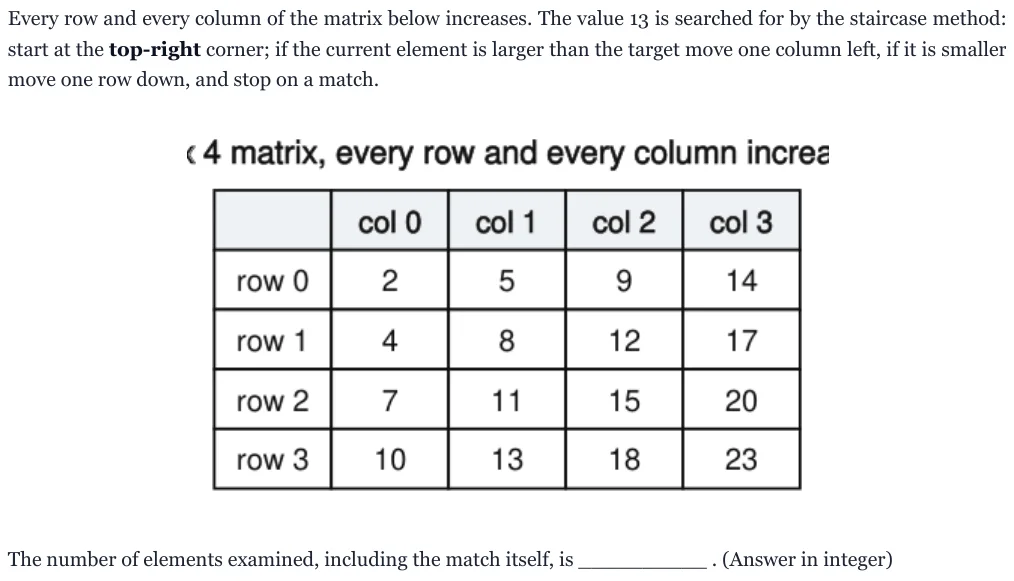 Every row and every column of the matrix below increases. The value 13 is searched for by the staircase method:
start at the top-right corner; if the current element is larger than the target move one column left, if it is smaller
move one row down, and stop on a match.
4 matrix, every row and every column
col 0 col 1 col 2 col 3
row 0 2 5 9 14
row 1 4 8 12 17
row 2 7 11 15 20
row 3 10 13 18 23
The number of elements examined, including the match itself, is ____________ . (Answer in integer)